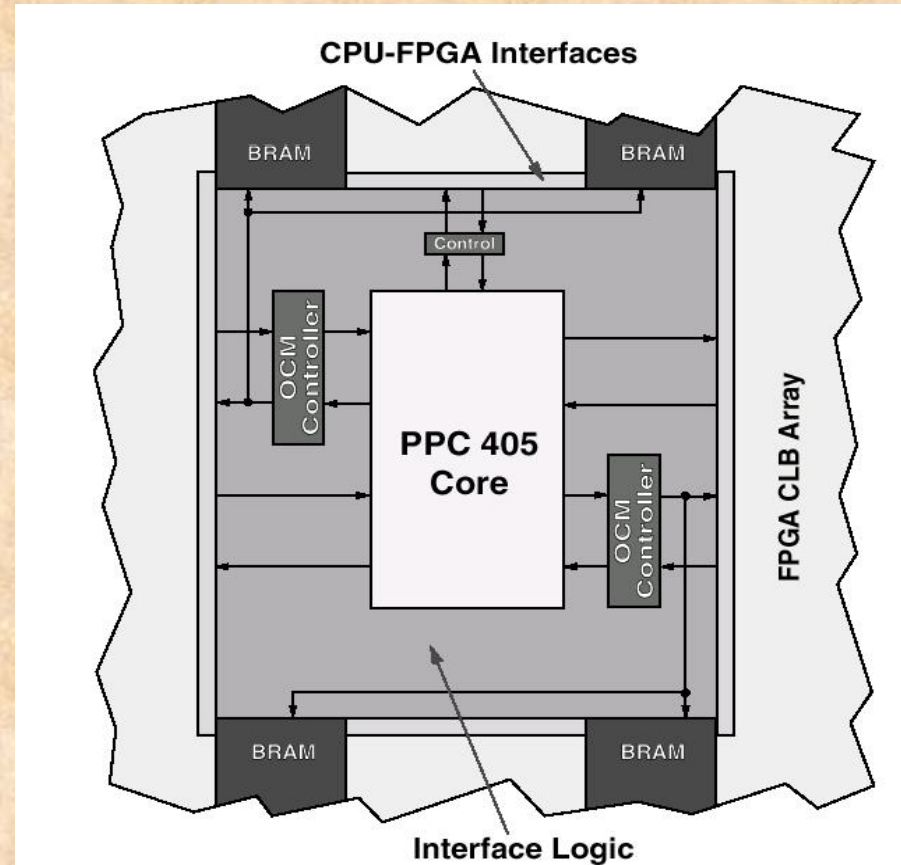 CPU-FPGA Interfaces
BRAM
BRAM
Control
OCM
Controller
PPC 405
Core
OCM
Controller
FPGA CLB Array
BRAM
BRAM
Interface Logic